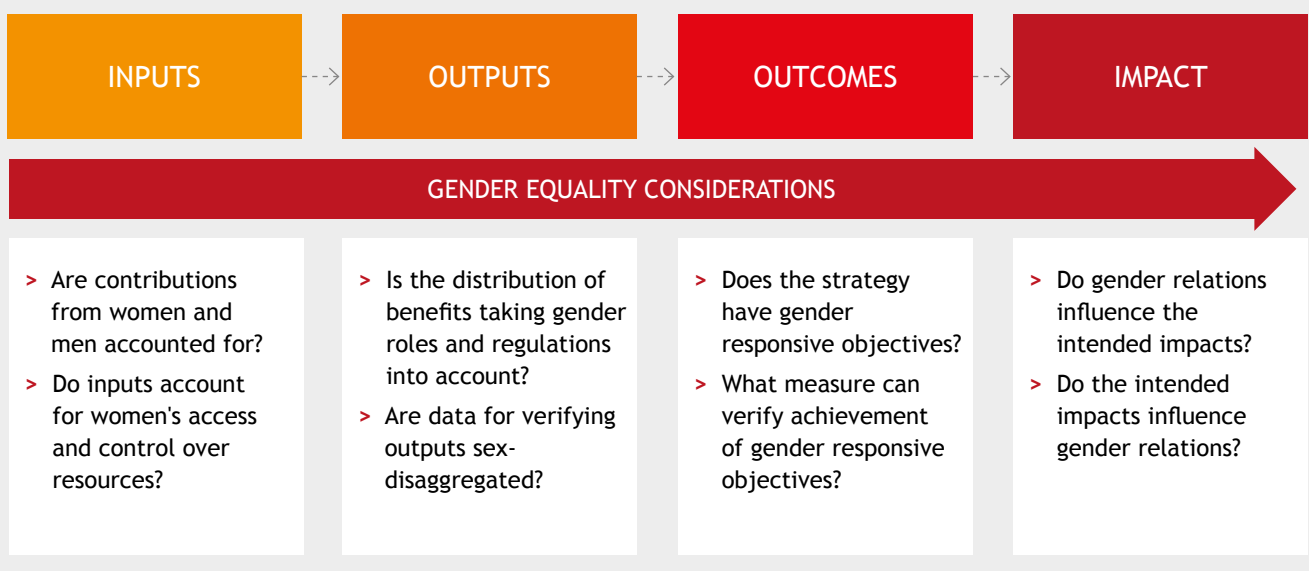 INPUTS
OUTPUTS
OUTCOMES
IMPACT
GENDER EQUALITY CONSIDERATIONS
> Are contributions
from women and
men accounted for?
> Do inputs account
for women's access
and control over
resources?
> Is the distribution of
benefits taking gender
roles and regulations
into account?
> Are data for verifying
outputs sex-
disaggregated?
> Does the strategy
have gender
responsive objectives?
> What measure can
verify achievement
of gender responsive
objectives?
> Do gender relations
influence the
intended impacts?
> Do the intended
impacts influence
gender relations?